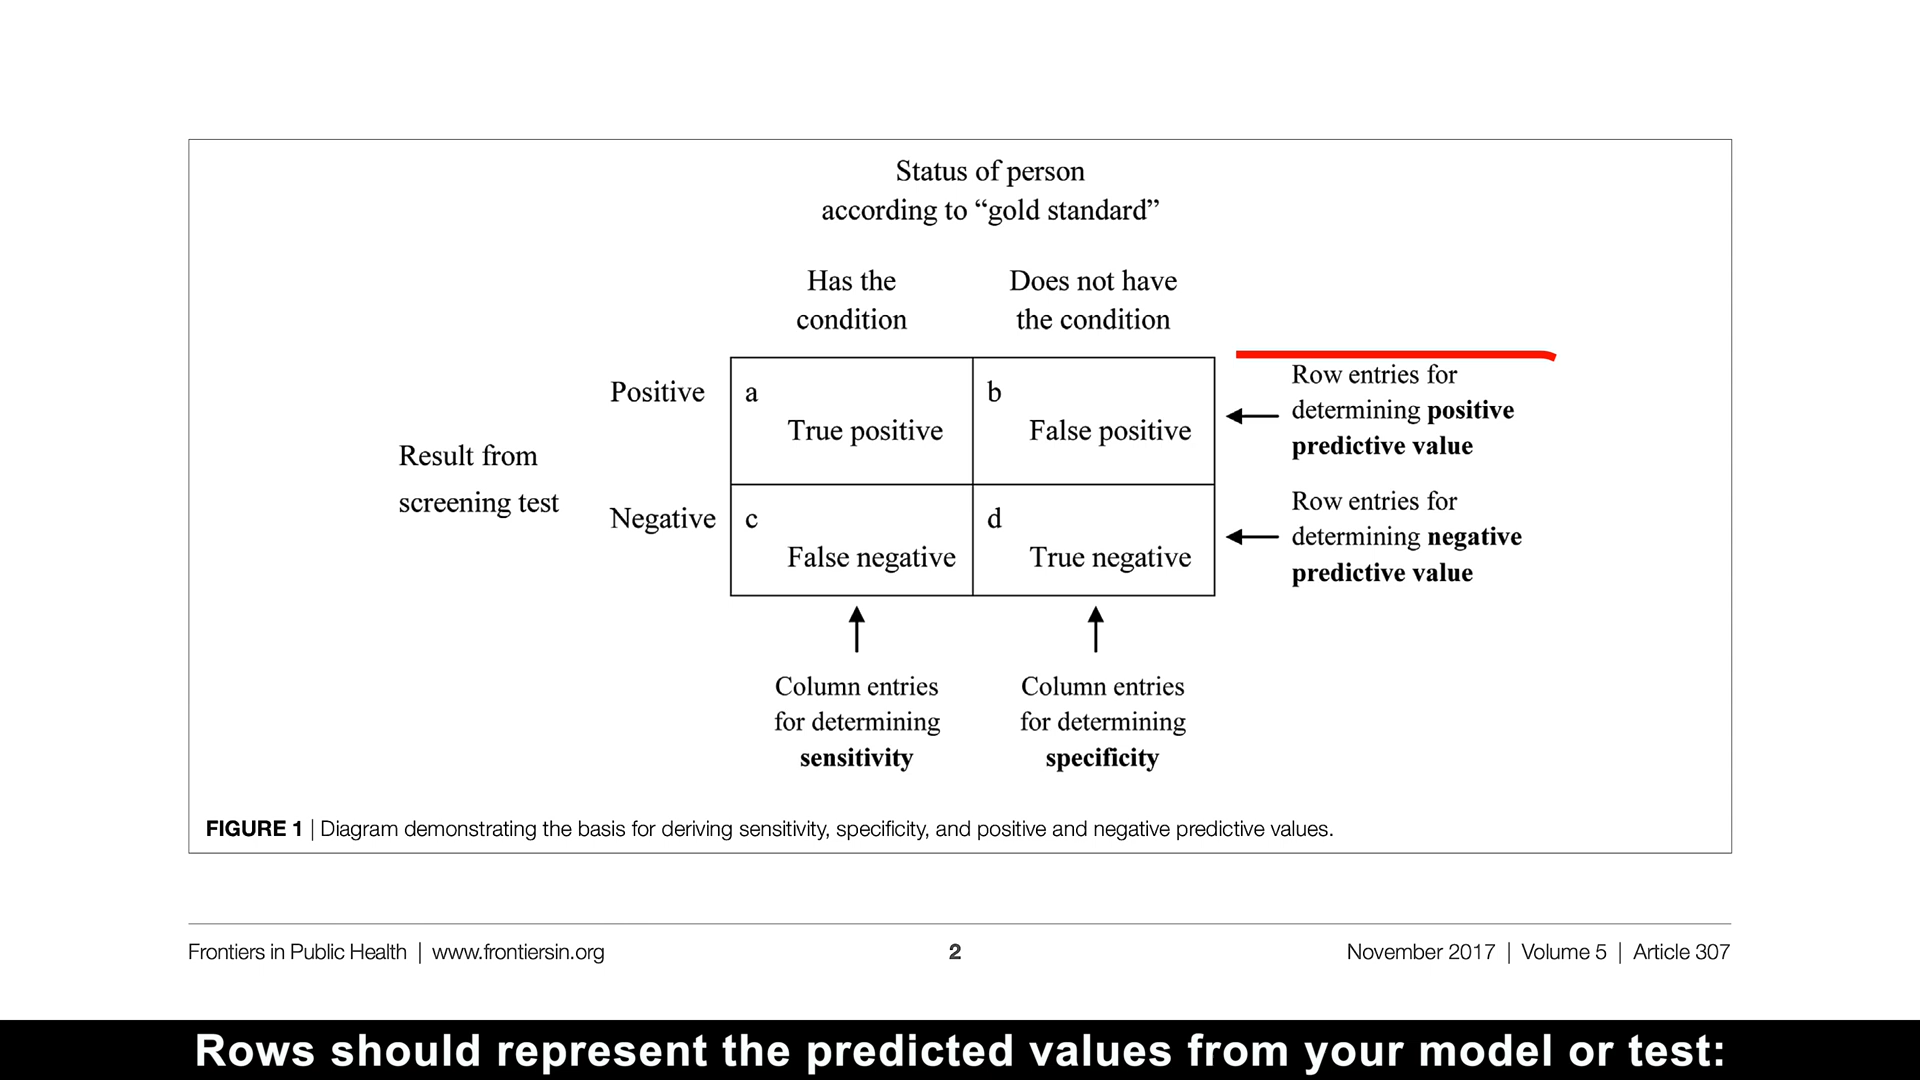 Status of person
according to “gold standard”
Has the
condition
Does not have
the condition
Result from
screening test
Positive
a
True positive
b
False positive
Row entries for
determining positive
predictive value
Negative
c
False negative
d
True negative
Row entries for
determining negative
predictive value
Column entries
for determining
sensitivity
Column entries
for determining
specificity
FIGURE 1 | Diagram demonstrating the basis for deriving sensitivity, specificity, and positive and negative predictive values.
Frontiers in Public Health | www.frontiersin.org
2
November 2017 | Volume 5 | Article 307
Rows should represent the predicted values from your model or test: